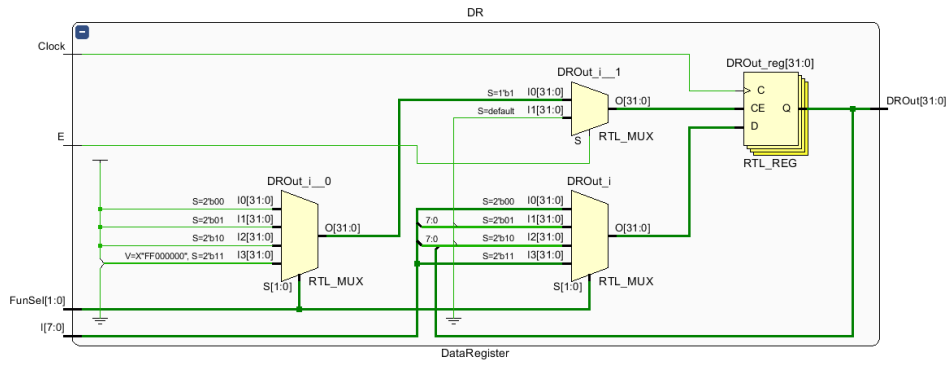 DR
Clock
DROut_reg[31:0]
DROut_i__1
S=1'b1 I0[31:0]
S=default I1[31:0]
O[31:0]
S
RTL_MUX
C
CE Q
D
RTL_REG
DROut[31:0]
E
DROut_i__0
S=2'b00 I0[31:0]
S=2'b01 I1[31:0]
S=2'b10 I2[31:0]
V=X"FF000000", S=2'b11 I3[31:0]
O[31:0]
S[1:0]
RTL_MUX
DROut_i
S=2'b00 I0[31:0]
7:0 S=2'b01 I1[31:0]
7:0 S=2'b10 I2[31:0]
S=2'b11 I3[31:0]
O[31:0]
S[1:0]
RTL_MUX
FunSel[1:0]
I[7:0]
DataRegister